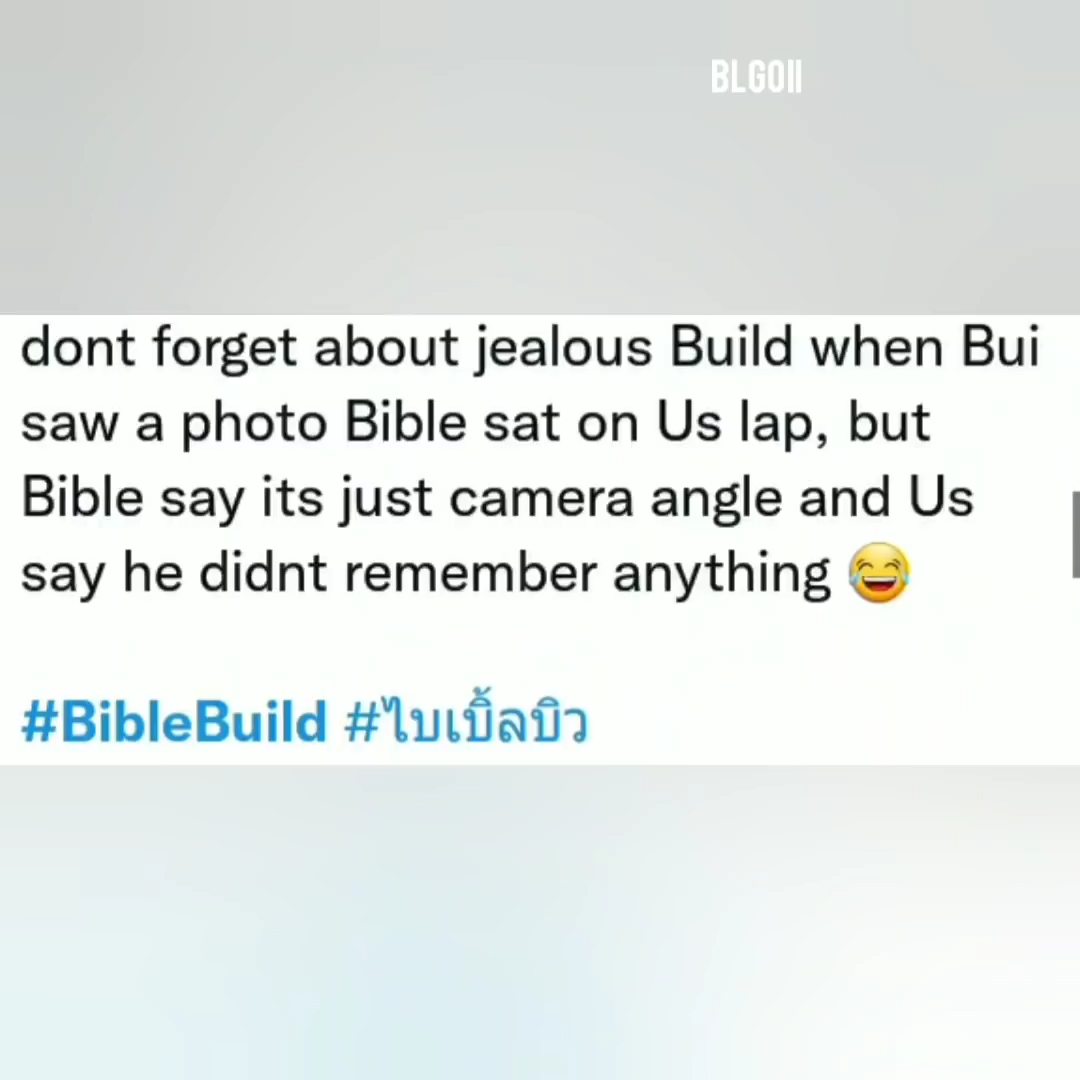 BLGOII
dont forget about jealous Build when Bui
saw a photo Bible sat on Us lap, but
Bible say its just camera angle and Us
say he didnt remember anything 😂
#BibleBuild #ไบเบิ้ลบิว